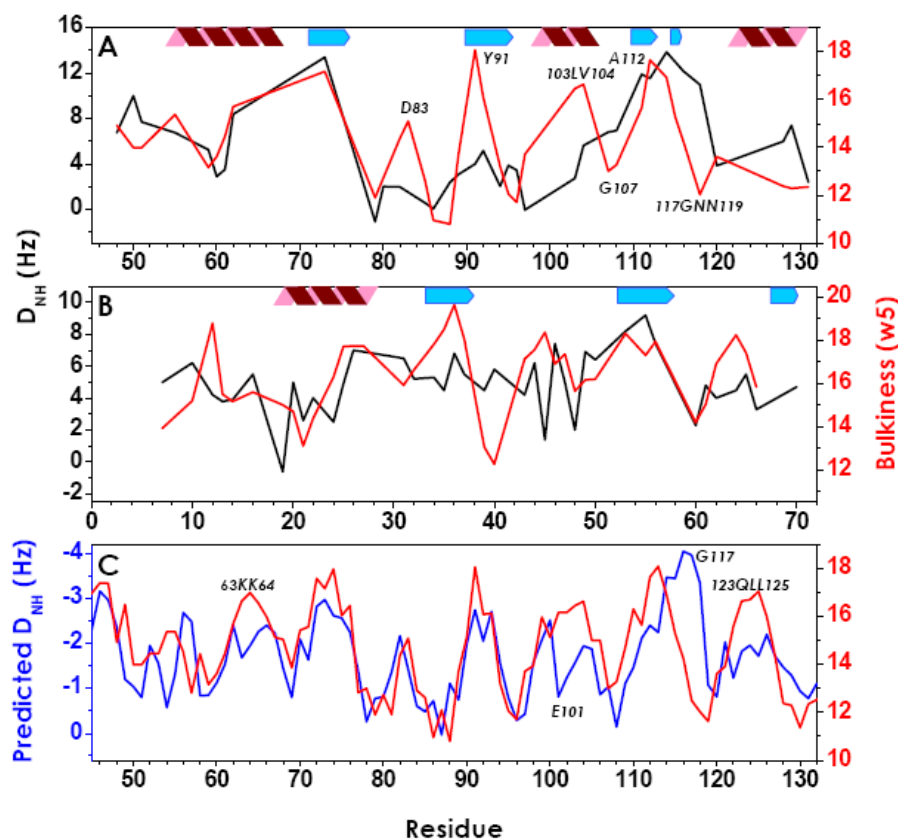 A
16
12
8
4
0
18
16
14
12
10
D83
Y91
103LV104
A112
G107
117GNN119
50 60 70 80 90 100 110 120 130
D_NH (Hz)
B
10
8
6
4
2
0
-2
20
18
16
14
12
Bulkiness (w5)
0 10 20 30 40 50 60 70
C
-4
-3
-2
-1
0
18
16
14
12
10
Predicted D_NH (Hz)
63KK64
E101
G117
123QLL125
50 60 70 80 90 100 110 120 130
Residue